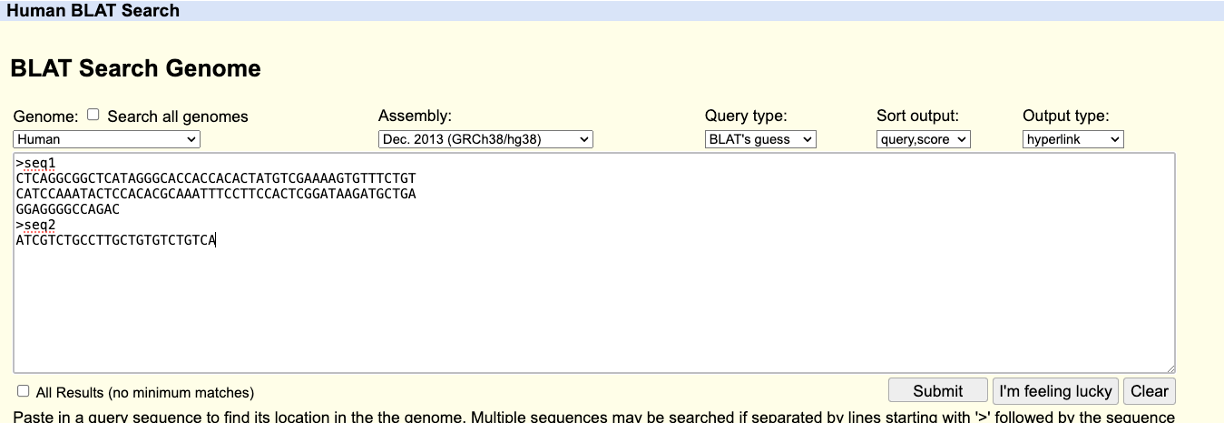 Human BLAT Search
BLAT Search Genome
Genome: Search all genomes Assembly: Query type: Sort output: Output type:
Human Dec. 2013 (GRCh38/hg38) BLAT's guess query,score hyperlink
>seq1
CTCAGGCGGCTCATAGGGCACCACCACACTATGTCGAAAAGTGTTTCTGT
CATCCAAATACTCCACACGCAAATTTCCTTCCACTCGGATAAGATGCTGA
GGAGGGGCCAGAC
>seq2
ATCGTCTGCCTTGCTGTGTCTGTCA
All Results (no minimum matches) Submit I'm feeling lucky Clear
Paste in a query sequence to find its location in the the genome. Multiple sequences may be searched if separated by lines starting with '>' followed by the sequence